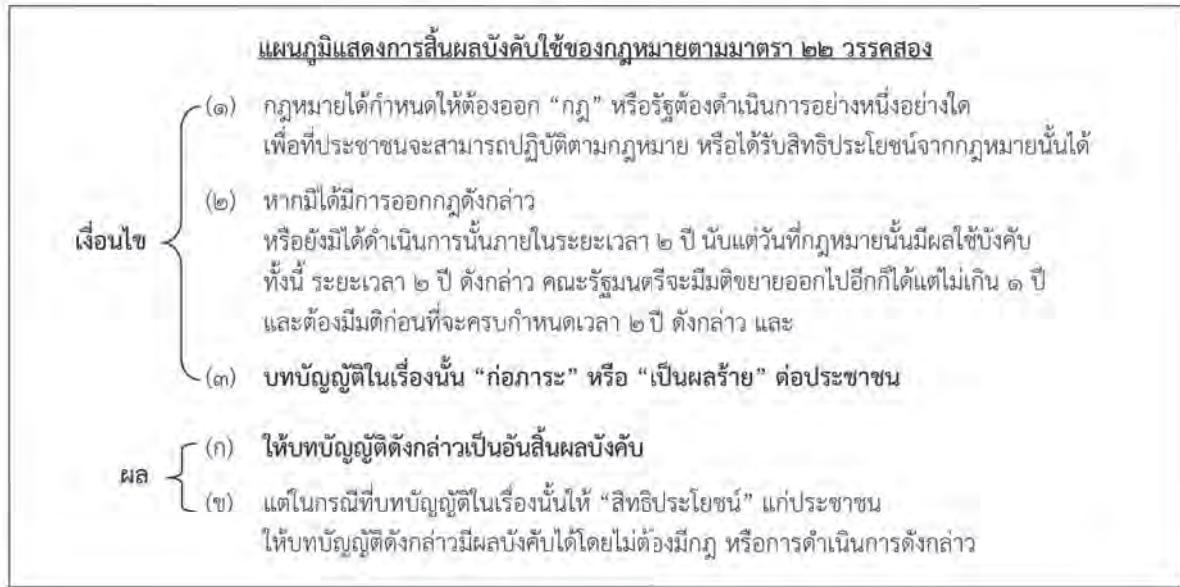 แผนภูมิแสดงการสิ้นผลบังคับใช้ของกฎหมายตามมาตรา ๒๒ วรรคสอง
เงื่อนไข
(๑) กฎหมายได้กำหนดให้ต้องออก “กฎ” หรือรัฐต้องดำเนินการอย่างหนึ่งอย่างใด
เพื่อที่ประชาชนจะสามารถปฏิบัติตามกฎหมาย หรือได้รับสิทธิประโยชน์จากกฎหมายนั้นได้
(๒) หากมิได้มีการออกกฎดังกล่าว
หรือยังมิได้ดำเนินการนั้นภายในระยะเวลา ๒ ปี นับแต่วันที่กฎหมายนั้นมีผลใช้บังคับ
ทั้งนี้ ระยะเวลา ๒ ปี ดังกล่าว คณะรัฐมนตรีจะมีมติขยายออกไปอีกก็ได้แต่ไม่เกิน ๑ ปี
และต้องมีมติก่อนที่จะครบกำหนดเวลา ๒ ปี ดังกล่าว และ
(๓) บทบัญญัติในเรื่องนั้น “ก่อภาระ” หรือ “เป็นผลร้าย” ต่อประชาชน
ผล
(ก) ให้บทบัญญัติดังกล่าวเป็นอันสิ้นผลบังคับ
(ข) แต่ในกรณีที่บทบัญญัติในเรื่องนั้นให้ “สิทธิประโยชน์” แก่ประชาชน
ให้บทบัญญัติดังกล่าวมีผลบังคับได้โดยไม่ต้องมีกฎ หรือการดำเนินการดังกล่าว